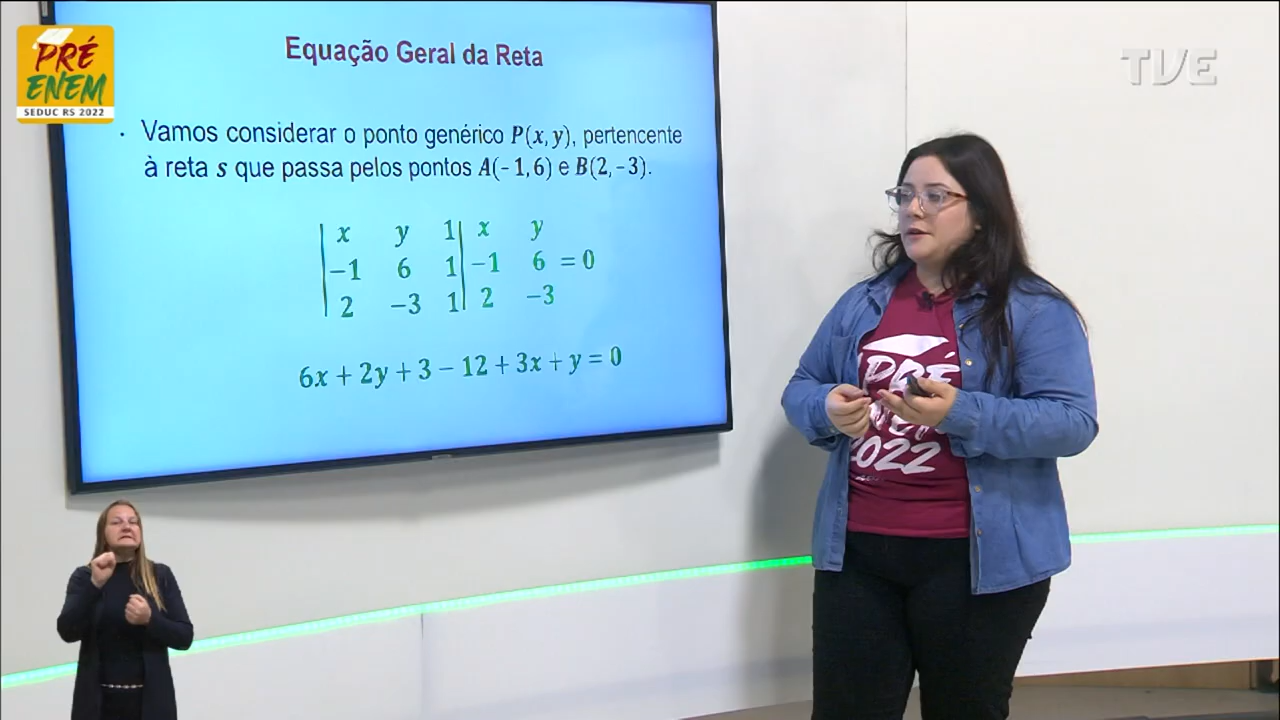 PRÉ
ENEM
SEDUC RS 2022
TVE
Equação Geral da Reta
· Vamos considerar o ponto genérico P(x, y), pertencente
à reta s que passa pelos pontos A(-1, 6) e B(2, -3).
| x y 1 | x y
| -1 6 1 | -1 6 = 0
| 2 -3 1 | 2 -3
6x + 2y + 3 - 12 + 3x + y = 0
PRÉ
2022